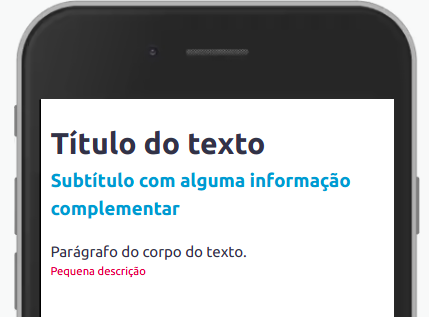 Título do texto
Subtítulo com alguma informação
complementar
Parágrafo do corpo do texto.
Pequena descrição